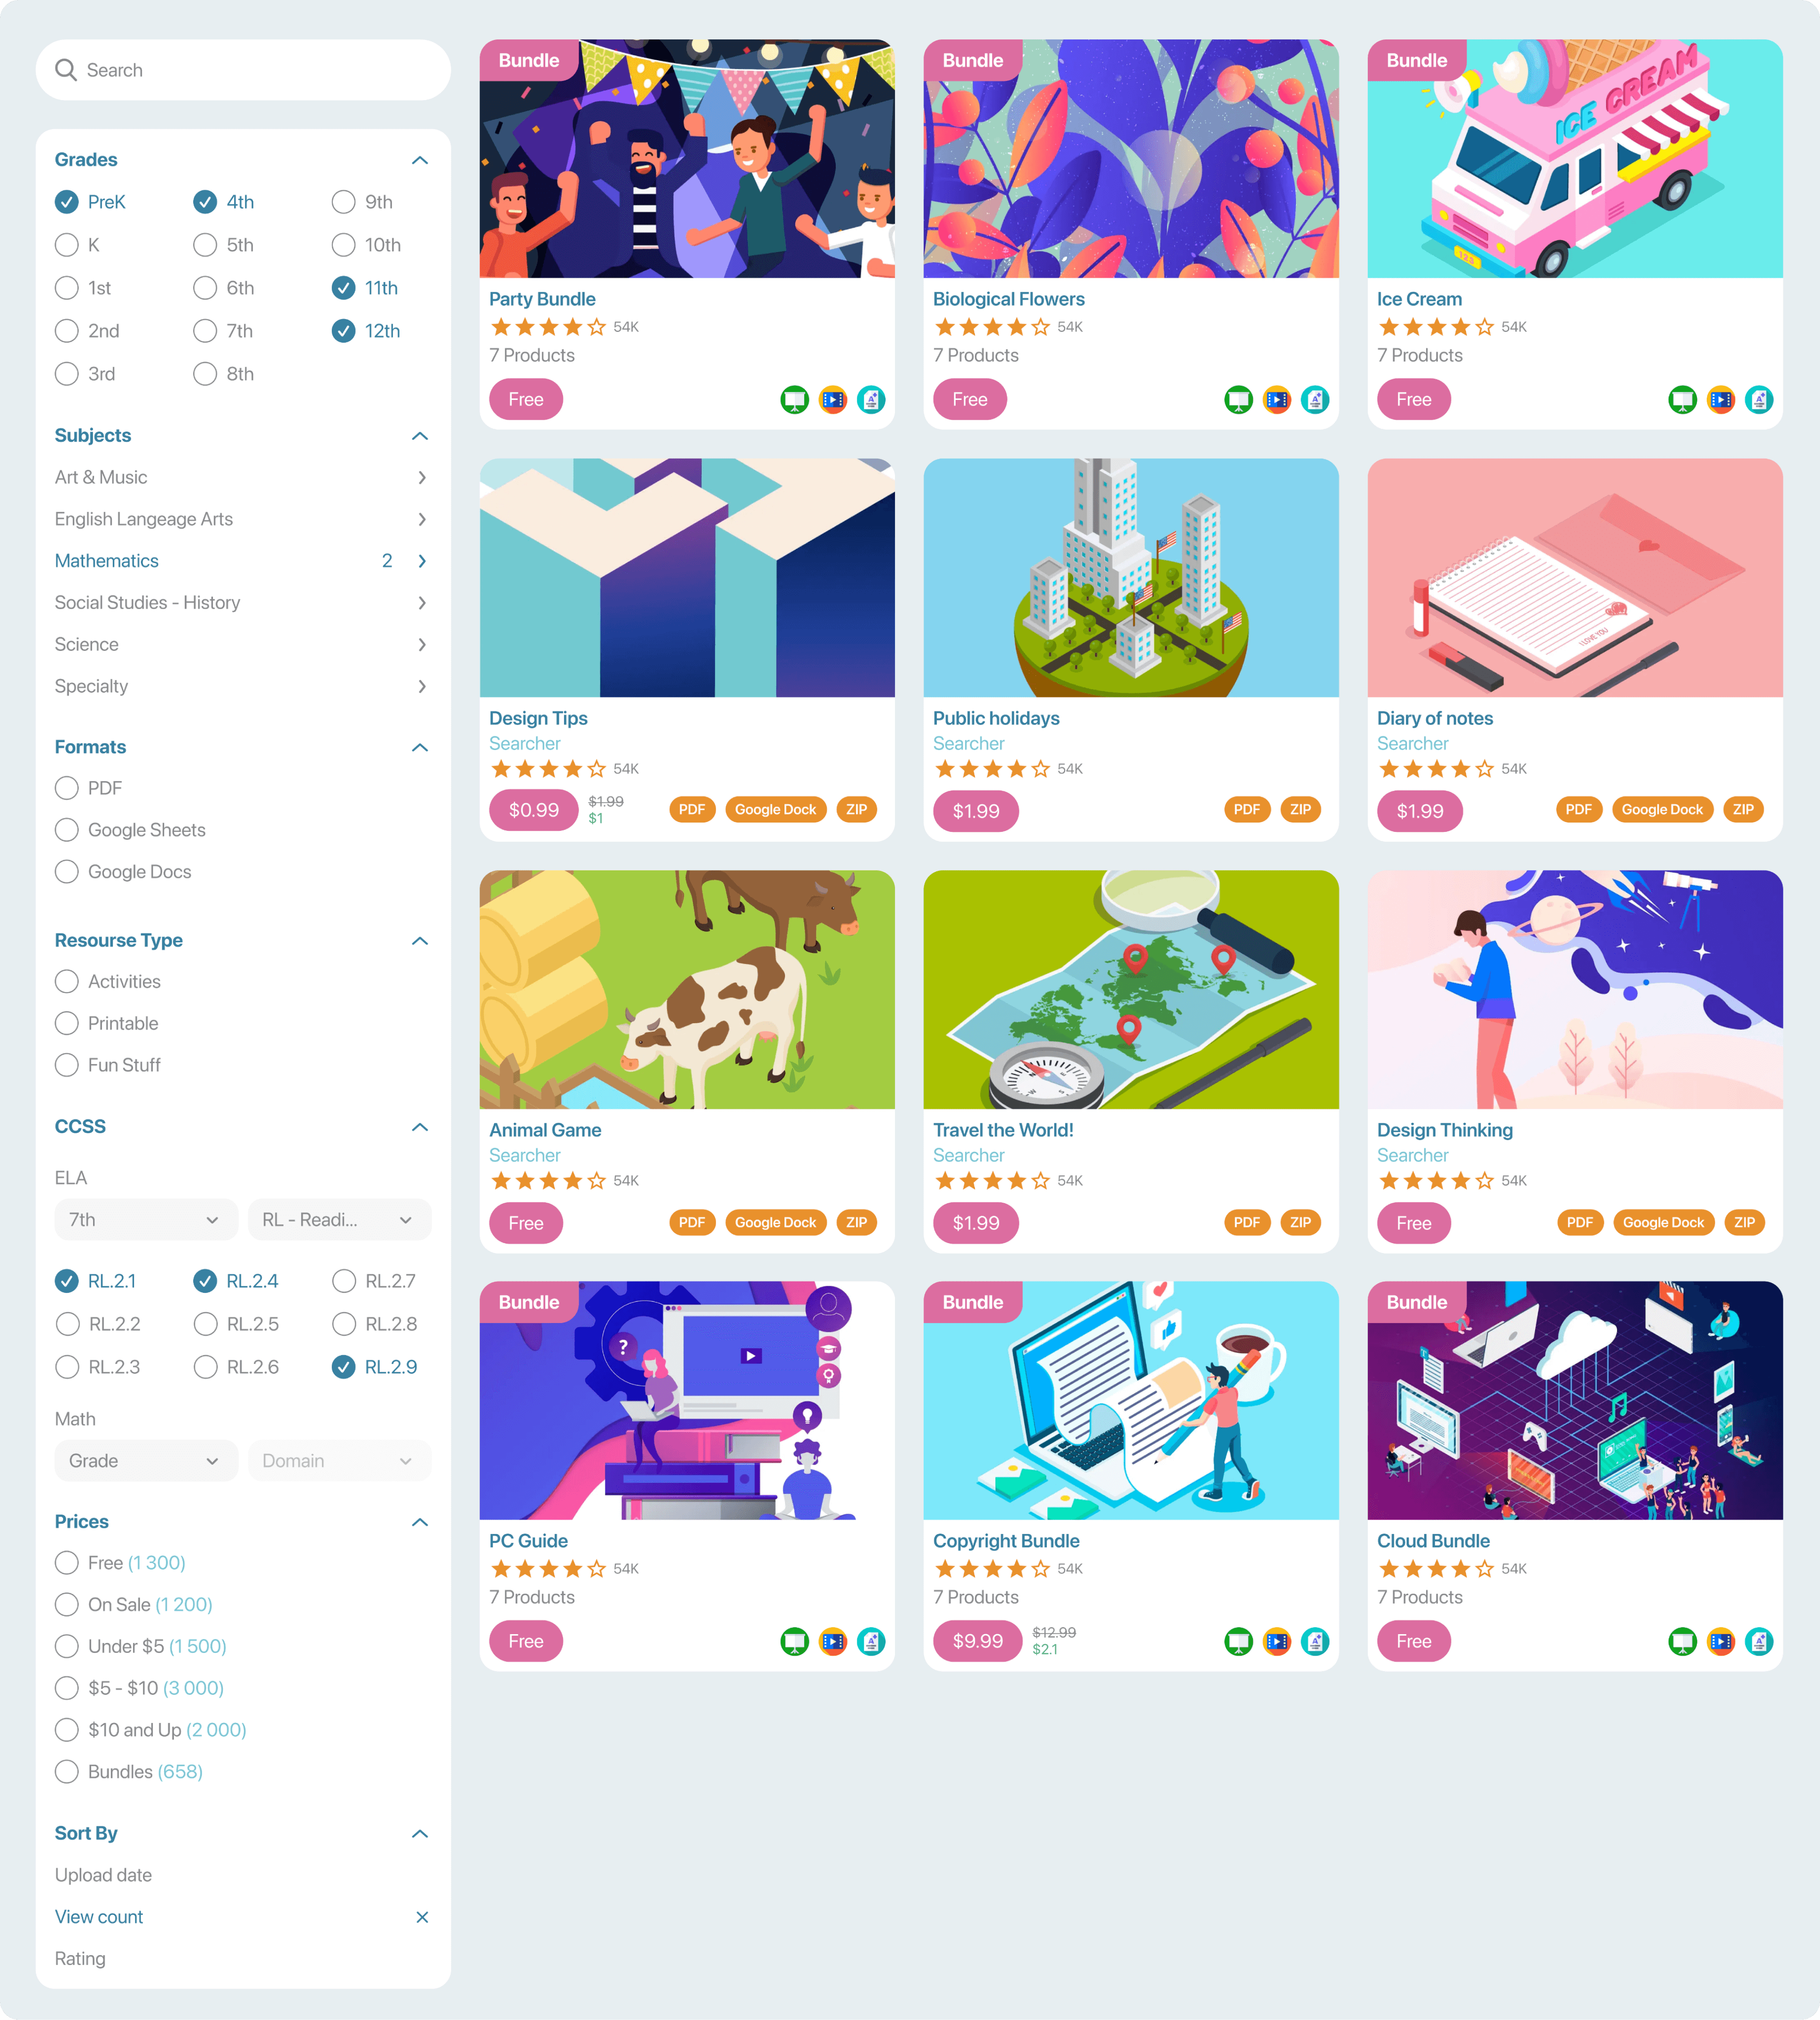 Search
Grades
PreK
4th
9th
K
5th
10th
1st
6th
11th
2nd
7th
12th
3rd
8th
Subjects
Art & Music
English Langeage Arts
Mathematics 2
Social Studies - History
Science
Specialty
Formats
PDF
Google Sheets
Google Docs
Resourse Type
Activities
Printable
Fun Stuff
CCSS
ELA
7th
RL - Readi...
RL.2.1
RL.2.4
RL.2.7
RL.2.2
RL.2.5
RL.2.8
RL.2.3
RL.2.6
RL.2.9
Math
Grade
Domain
Prices
Free (1 300)
On Sale (1 200)
Under $5 (1 500)
$5 - $10 (3 000)
$10 and Up (2 000)
Bundles (658)
Sort By
Upload date
View count
Rating
Bundle
Party Bundle
54K
7 Products
Free
Bundle
Biological Flowers
54K
7 Products
Free
Bundle
ICE CREAM
123
Ice Cream
54K
7 Products
Free
Design Tips
Searcher
54K
$0.99
$1.99
$1
PDF
Google Dock
ZIP
Public holidays
Searcher
54K
$1.99
PDF
ZIP
I LOVE YOU
Diary of notes
Searcher
54K
$1.99
PDF
Google Dock
ZIP
Animal Game
Searcher
54K
Free
PDF
Google Dock
ZIP
Travel the World!
Searcher
54K
$1.99
PDF
ZIP
Design Thinking
Searcher
54K
Free
PDF
Google Dock
ZIP
Bundle
?
PC Guide
54K
7 Products
Free
Bundle
Copyright Bundle
54K
7 Products
$9.99
$12.99
$2.1
Bundle
Cloud Bundle
54K
7 Products
Free